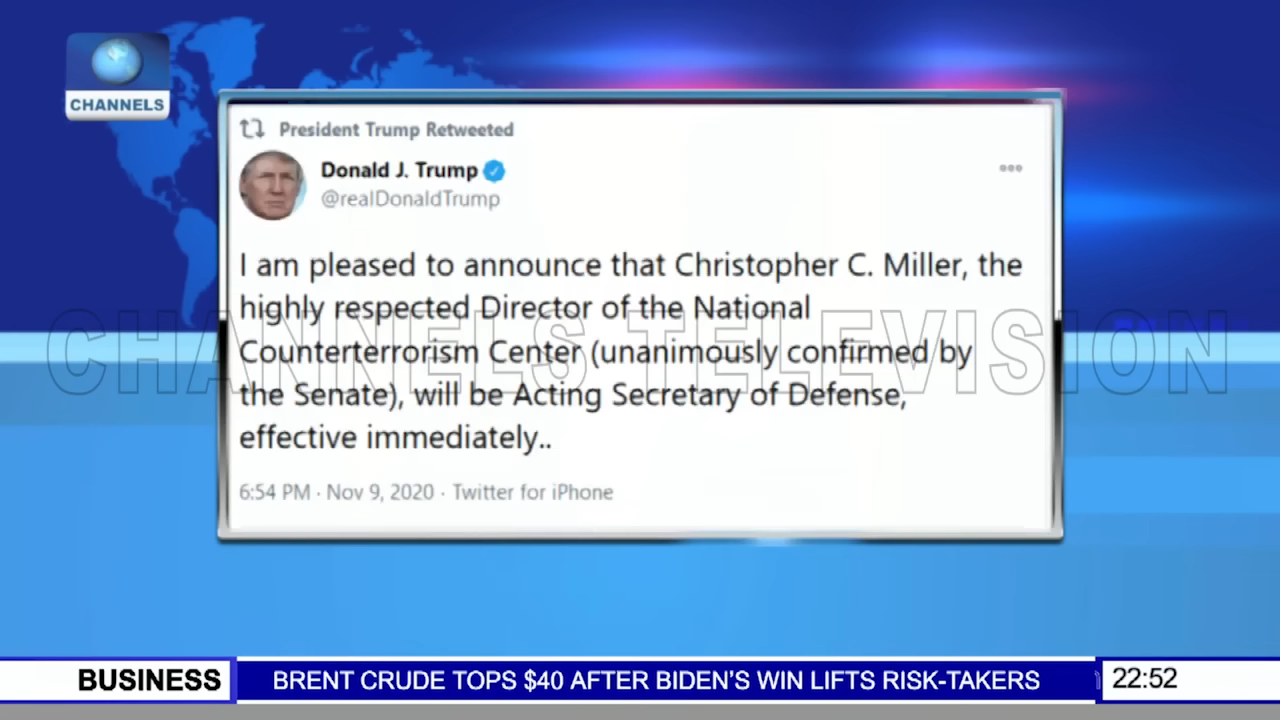 CHANNELS
President Trump Retweeted
Donald J. Trump
@realDonaldTrump
I am pleased to announce that Christopher C. Miller, the
highly respected Director of the National
Counterterrorism Center (unanimously confirmed by
the Senate), will be Acting Secretary of Defense,
effective immediately..
6:54 PM · Nov 9, 2020 · Twitter for iPhone
CHANNELS TELEVISION
BUSINESS
BRENT CRUDE TOPS $40 AFTER BIDEN'S WIN LIFTS RISK-TAKERS
22:52